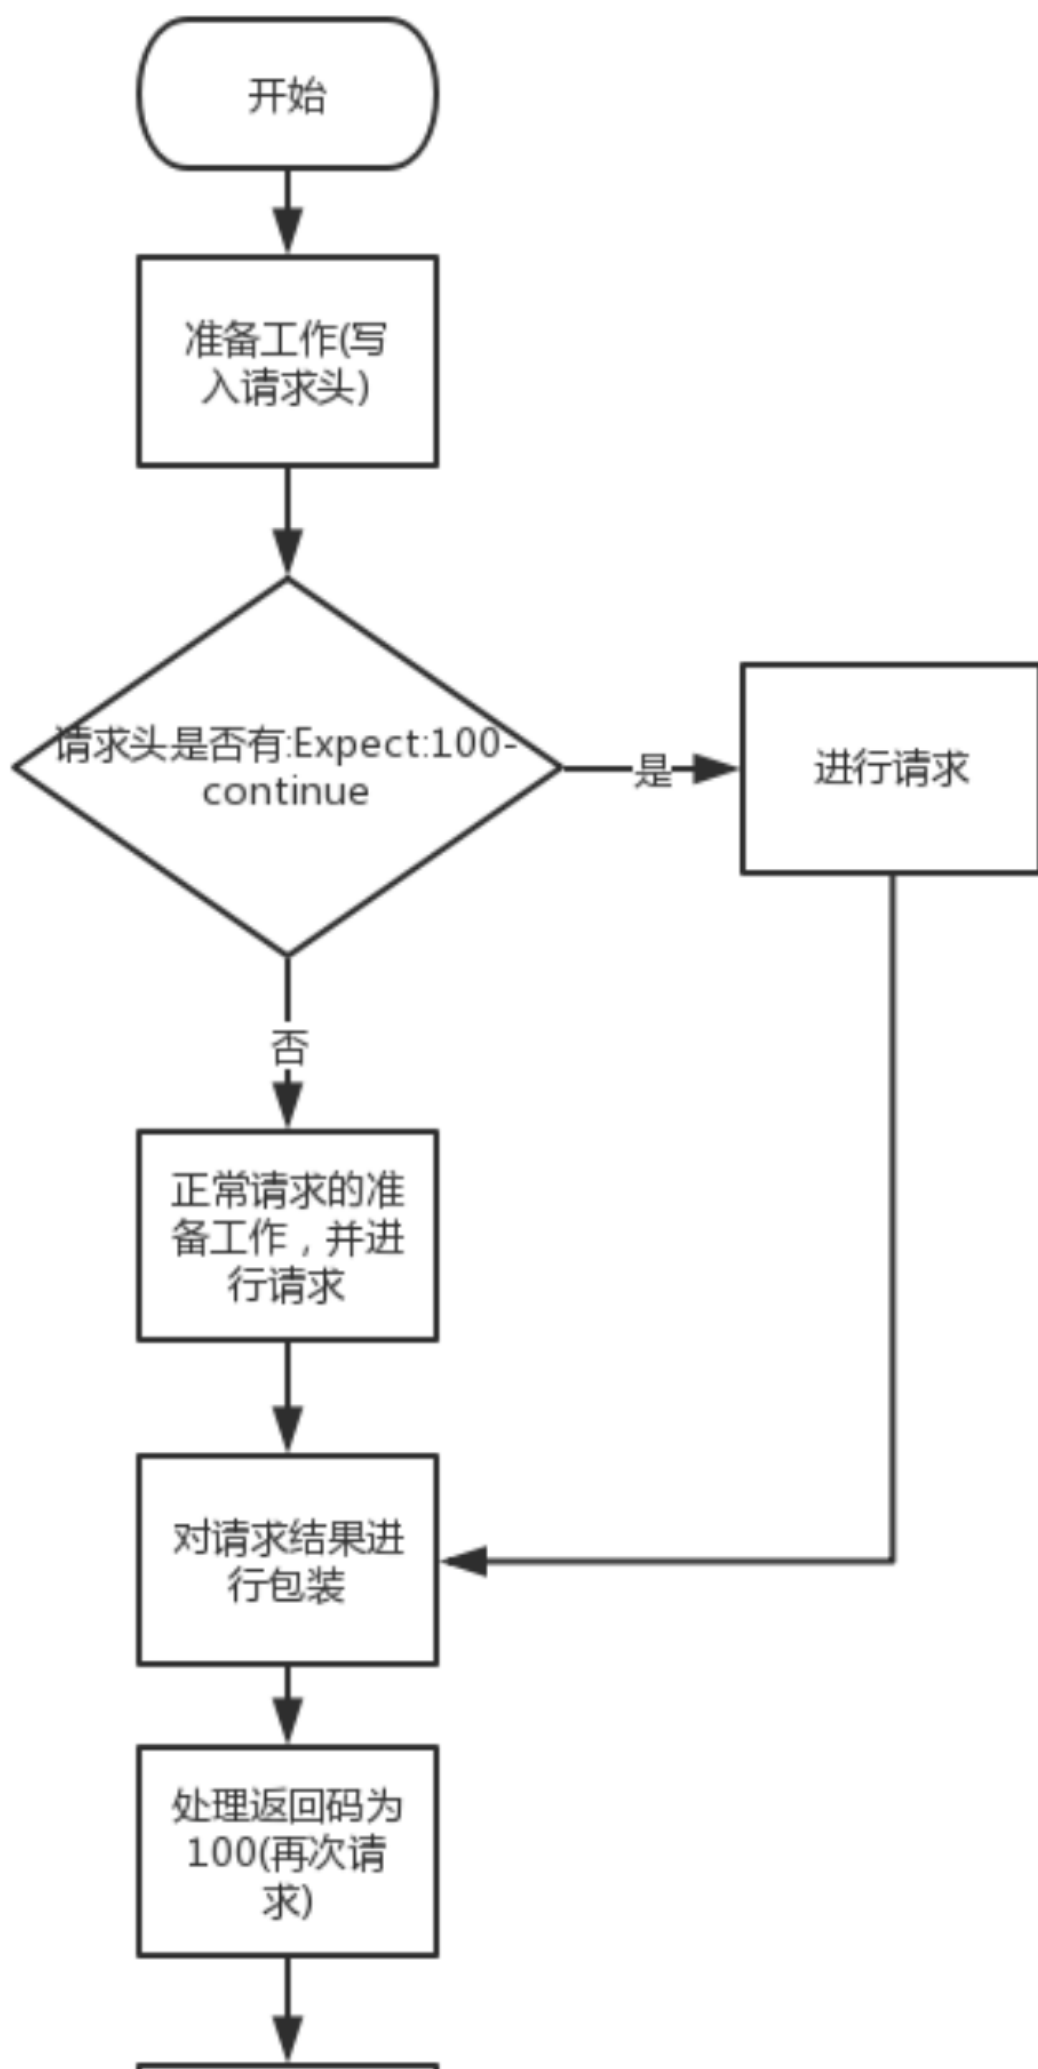 开始
准备工作(写
入请求头)
请求头是否有:Expect:100-
continue
是
进行请求
否
正常请求的准
备工作，并进
行请求
对请求结果进
行包装
处理返回码为
100(再次请
求)